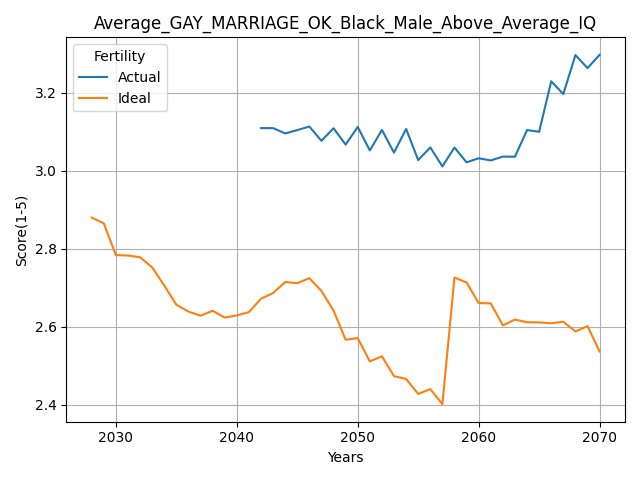 Average_GAY_MARRIAGE_OK_Black_Male_Above_Average_IQ
Fertility
Actual
Ideal
3.2
3.0
2.8
2.6
2.4
Score(1-5)
2030 2040 2050 2060 2070
Years